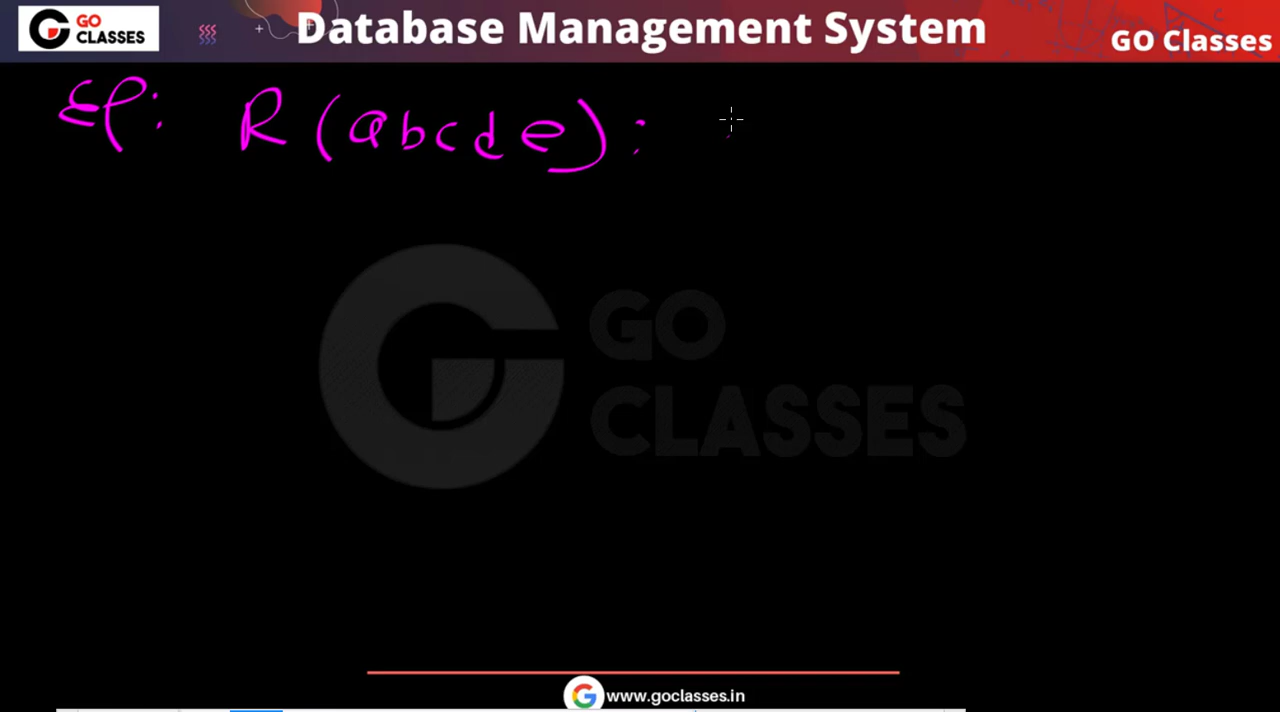 GO
CLASSES
Database Management System
GO Classes
Eg: R(abcde):
GO
CLASSES
www.goclasses.in